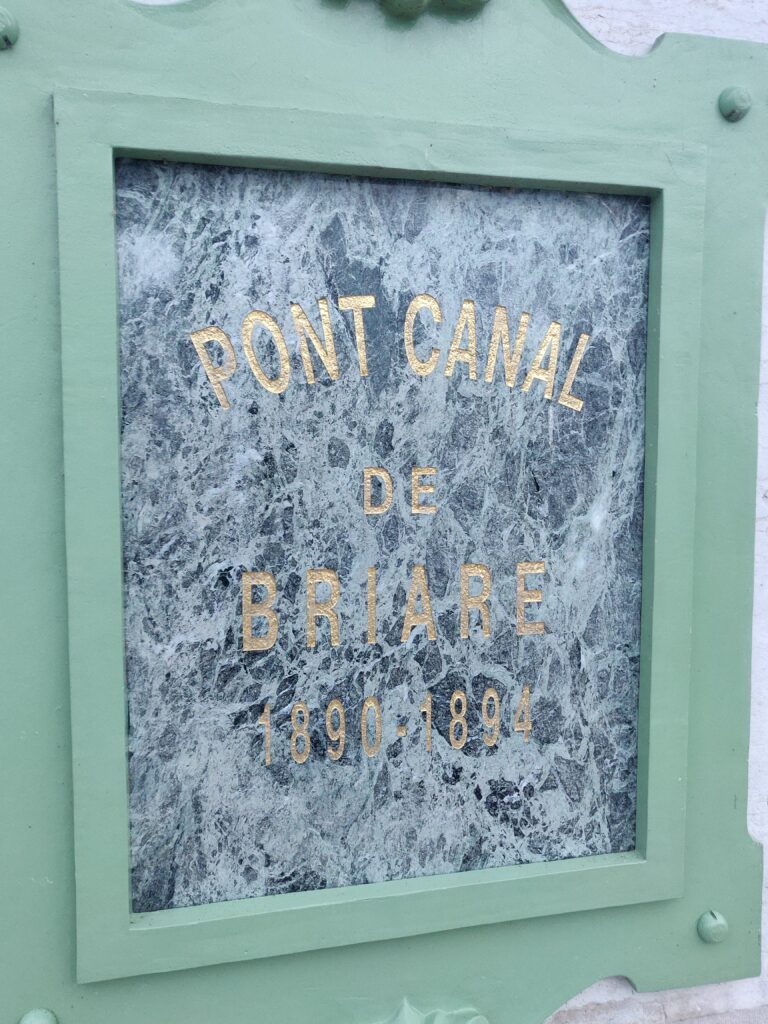 PONT CANAL
DE
BRIARE
1890-1894